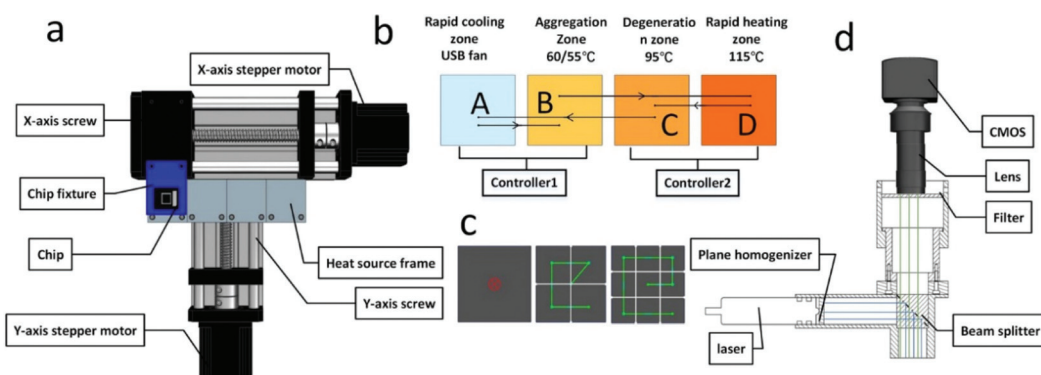 a
X-axis stepper motor
X-axis screw
Chip fixture
Chip
Heat source frame
Y-axis screw
Y-axis stepper motor
b
Rapid cooling
zone
USB fan
Aggregation
Zone
60/55°C
Degeneratio
n zone
95°C
Rapid heating
zone
115°C
A
B
C
D
Controller1
Controller2
c
d
CMOS
Lens
Filter
Plane homogenizer
Beam splitter
laser